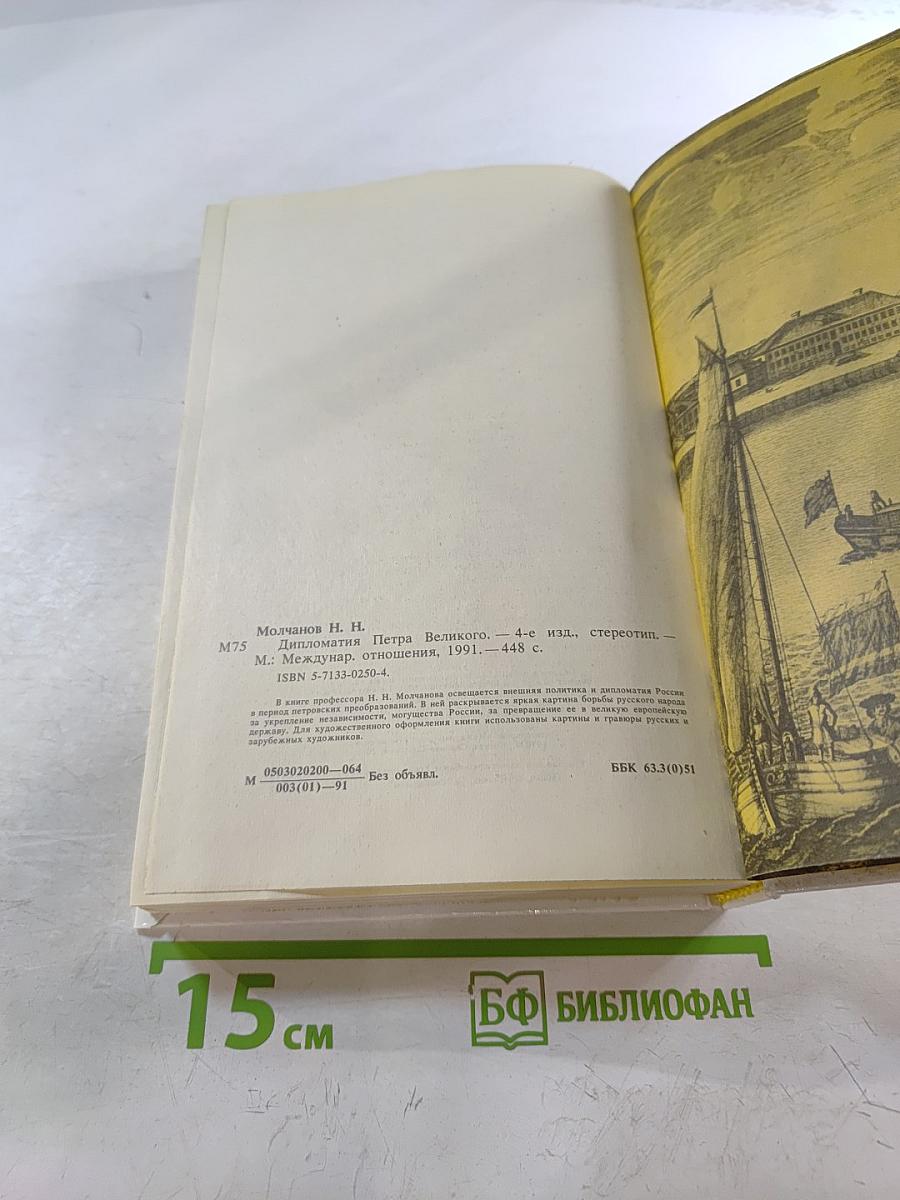 Молчанов Н. Н.
М75 Дипломатия Петра Великого. — 4-е изд., стереотип. —
М.: Междунар. отношения, 1991. — 448 с.
ISBN 5-7133-0250-4.
В книге профессора Н. Н. Молчанова освещается внешняя политика и дипломатия России
в период петровских преобразований. В ней раскрывается яркая картина борьбы русского народа
за укрепление независимости, могущества России, за превращение ее в великую европейскую
державу. Для художественного оформления книги использованы картины и гравюры русских и
зарубежных художников.
М 0503020200—064 Без объявл. ББК 63.3(0)51
003(01)—91
15 см БФ БИБЛИОФАН